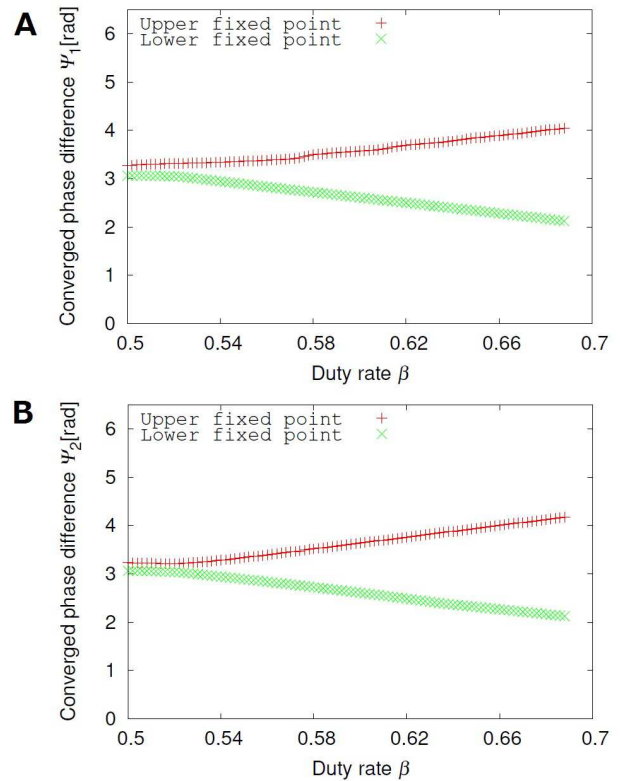 A
Converged phase difference Ψ1[rad]
Upper fixed point +
Lower fixed point ×
6
5
4
3
2
1
0
0.5 0.54 0.58 0.62 0.66 0.7
Duty rate β
B
Converged phase difference Ψ2[rad]
Upper fixed point +
Lower fixed point ×
6
5
4
3
2
1
0
0.5 0.54 0.58 0.62 0.66 0.7
Duty rate β